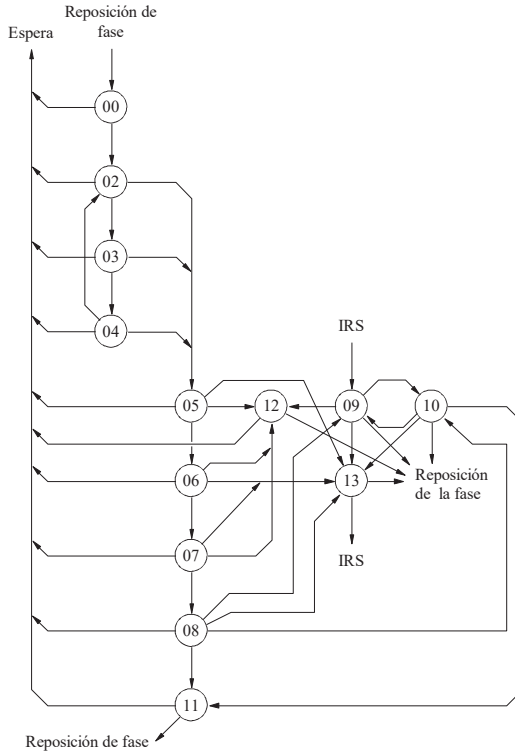 Reposición de
fase
Espera
00
02
03
04
IRS
05
12
09
10
06
13
Reposición
de la fase
07
IRS
08
11
Reposición de fase